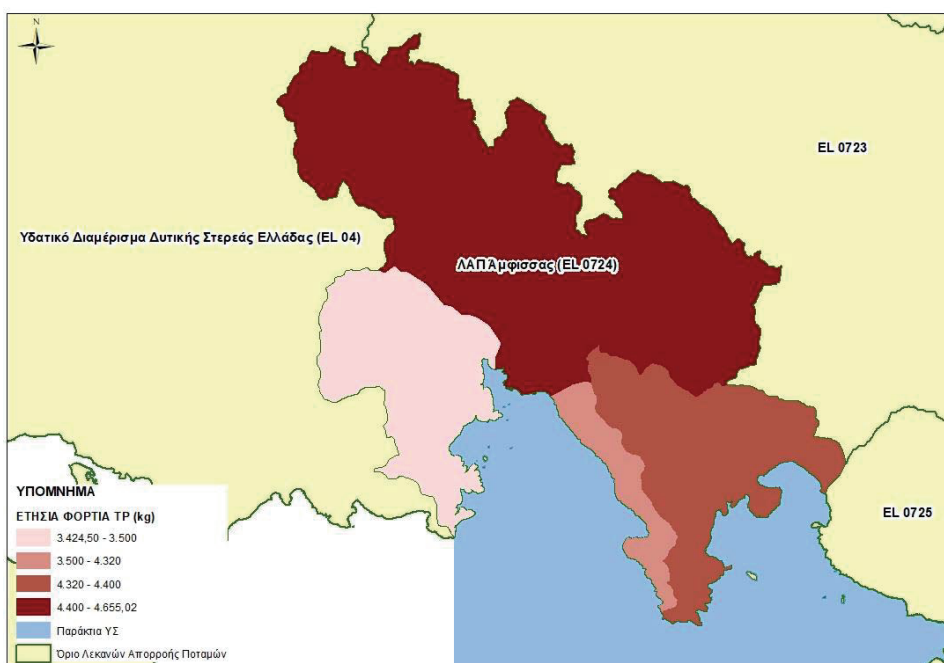 N
EL 0723
Υδατικό Διαμέρισμα Δυτικής Στερεάς Ελλάδας (EL 04)
ΛΑΠ Άμφισσας (EL 0724)
EL 0725
ΥΠΟΜΝΗΜΑ
ΕΤΗΣΙΑ ΦΟΡΤΙΑ TP (kg)
3.424,50 - 3.500
3.500 - 4.320
4.320 - 4.400
4.400 - 4.655,02
Παράκτια ΥΣ
Όριο Λεκανών Απορροής Ποταμών